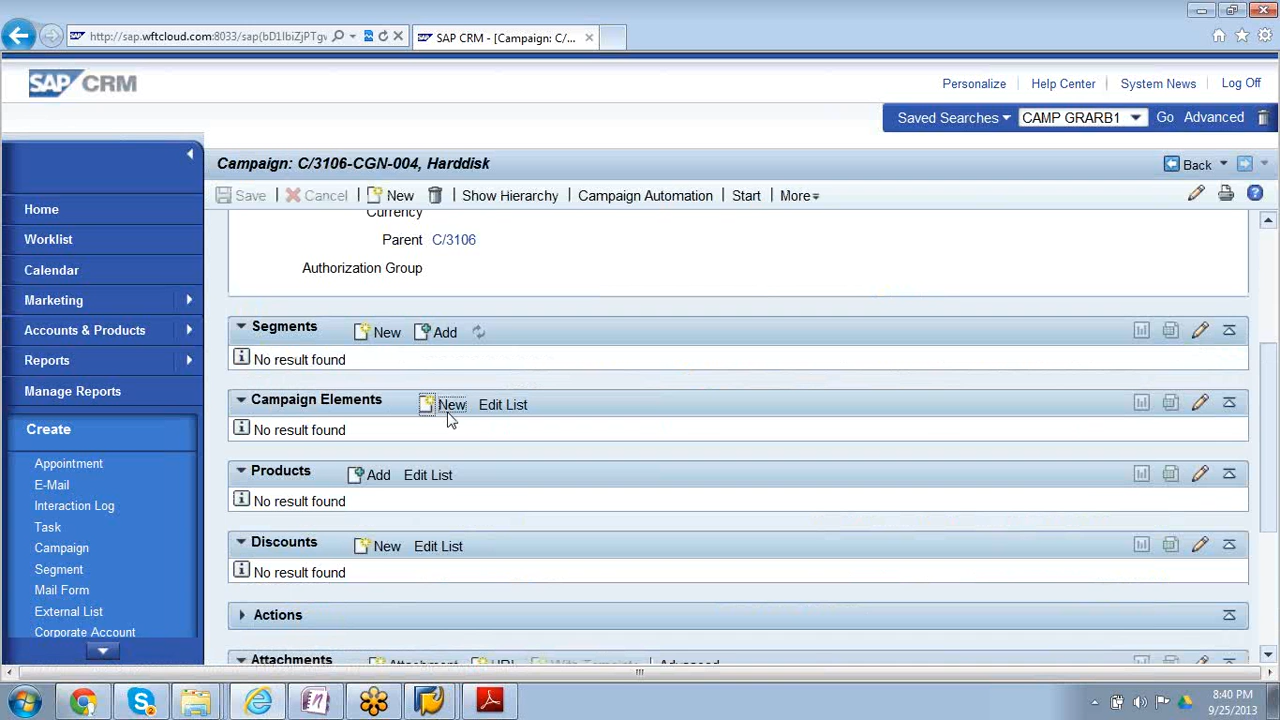 http://sap.wftcloud.com:8033/sap(bD1lbiZjPTgv
SAP CRM - [Campaign: C/...
SAP CRM
Personalize | Help Center | System News | Log Off
Saved Searches CAMP GRARB1 Go Advanced
Campaign: C/3106-CGN-004, Harddisk
Back
Save | Cancel | New | Show Hierarchy | Campaign Automation | Start | More
Home
Worklist
Calendar
Marketing
Accounts & Products
Reports
Manage Reports
Create
Appointment
E-Mail
Interaction Log
Task
Campaign
Segment
Mail Form
External List
Corporate Account
Currency
Parent C/3106
Authorization Group
Segments New Add
No result found
Campaign Elements New Edit List
No result found
Products Add Edit List
No result found
Discounts New Edit List
No result found
Actions
Attachments Attachment URL With Template | Advanced
8:40 PM
9/25/2013